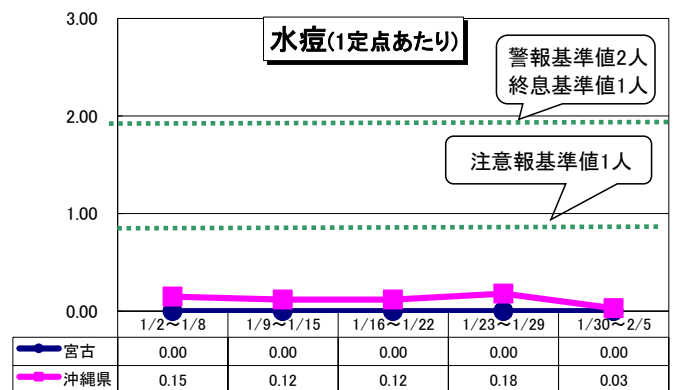 水痘(1定点あたり)
3.00
2.00
1.00
0.00
警報基準値2人
終息基準値1人
注意報基準値1人
1/2～1/8 1/9～1/15 1/16～1/22 1/23～1/29 1/30～2/5
宮古 0.00 0.00 0.00 0.00 0.00
沖縄県 0.15 0.12 0.12 0.18 0.03